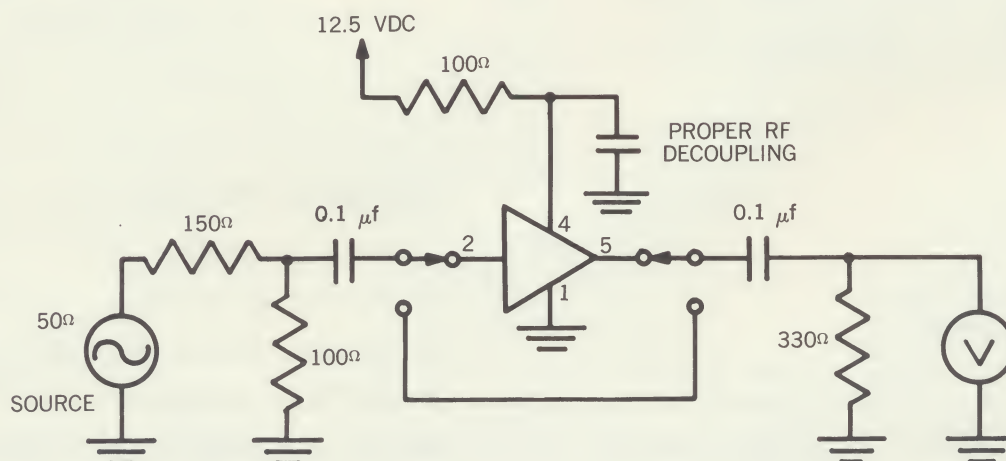 12.5 VDC
100Ω
PROPER RF
DECOUPLING
0.1 μf
0.1 μf
150Ω
2
4
5
1
50Ω
100Ω
330Ω
V
SOURCE